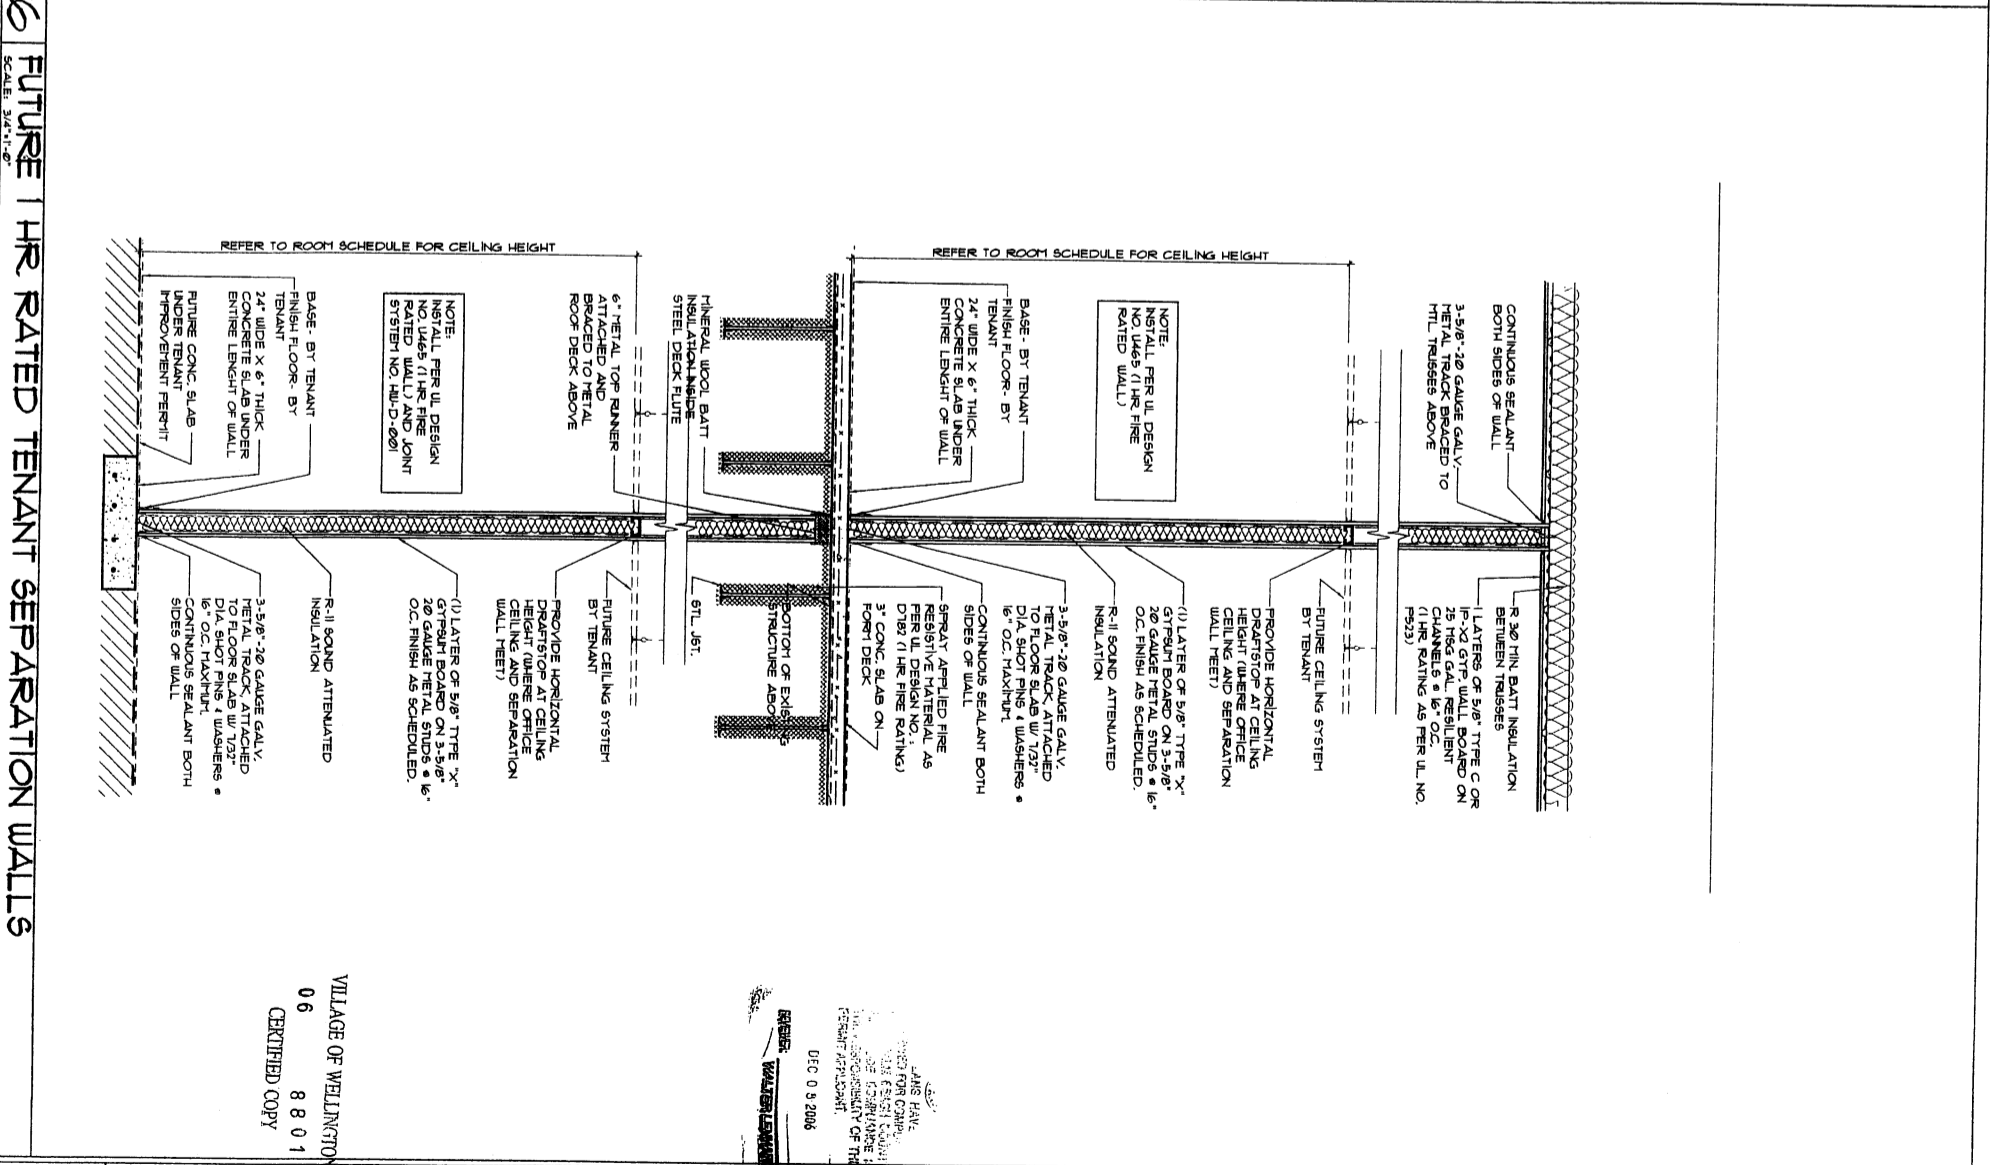 CONTINUOUS SEALANT
BOTH SIDES OF WALL
3-5/8"-20 GAUGE GALV.
METAL TRACK BRACED TO
MTL TRUSSES ABOVE
NOTE:
INSTALL PER UL DESIGN
NO. U465 (1 HR. FIRE
RATED WALL)
REFER TO ROOM SCHEDULE FOR CEILING HEIGHT
BASE - BY TENANT
FINISH FLOOR - BY
TENANT
24" WIDE X 6" THICK
CONCRETE SLAB UNDER
ENTIRE LENGHT OF WALL
R 30 MIN. BATT INSULATION
BETWEEN TRUSSES
1 LAYERS OF 5/8" TYPE C OR
IP-X2 GYP. WALL BOARD ON
25 MSG GAL. RESILIENT
CHANNELS @ 16" O.C.
(1 HR. RATING AS PER UL NO.
P523)
FUTURE CEILING SYSTEM
BY TENANT
PROVIDE HORIZONTAL
DRAFTSTOP AT CEILING
HEIGHT (WHERE OFFICE
CEILING AND SEPARATION
WALL MEET)
(1) LAYER OF 5/8" TYPE "X"
GYPSUM BOARD ON 3-5/8"
20 GAUGE METAL STUDS @ 16"
O.C. FINISH AS SCHEDULED.
R-11 SOUND ATTENUATED
INSULATION
3-5/8"-20 GAUGE GALV.
METAL TRACK, ATTACHED
TO FLOOR SLAB W/ 7/32"
DIA. SHOT PINS & WASHERS @
16" O.C. MAXIMUM.
CONTINUOUS SEALANT BOTH
SIDES OF WALL
SPRAY APPLIED FIRE
RESISTIVE MATERIAL AS
PER UL DESIGN NO. :
D782 (1 HR FIRE RATING)
3" CONC. SLAB ON
FORM DECK
BOTTOM OF EXISTING
STRUCTURE ABOVE
STL. JST.
MINERAL WOOL BATT
INSULATION INSIDE
STEEL DECK FLUTE
6" METAL TOP RUNNER
ATTACHED AND
BRACED TO METAL
ROOF DECK ABOVE
NOTE:
INSTALL PER UL DESIGN
NO. U465 (1 HR. FIRE
RATED WALL) AND JOINT
SYSTEM NO. HW-D-0001
REFER TO ROOM SCHEDULE FOR CEILING HEIGHT
BASE - BY TENANT
FINISH FLOOR - BY
TENANT
24" WIDE X 6" THICK
CONCRETE SLAB UNDER
ENTIRE LENGHT OF WALL
FUTURE CONC. SLAB
UNDER TENANT
IMPROVEMENT PERMIT
FUTURE CEILING SYSTEM
BY TENANT
PROVIDE HORIZONTAL
DRAFTSTOP AT CEILING
HEIGHT (WHERE OFFICE
CEILING AND SEPARATION
WALL MEET)
(1) LAYER OF 5/8" TYPE "X"
GYPSUM BOARD ON 3-5/8"
20 GAUGE METAL STUDS @ 16"
O.C. FINISH AS SCHEDULED.
R-11 SOUND ATTENUATED
INSULATION
3-5/8"-20 GAUGE GALV.
METAL TRACK, ATTACHED
TO FLOOR SLAB W/ 7/32"
DIA. SHOT PINS & WASHERS @
16" O.C. MAXIMUM.
CONTINUOUS SEALANT BOTH
SIDES OF WALL
HAVE
FOR
OF THE
PERMIT APPLICANT.
DEC 0 5 2006
WALTER
VILLAGE OF WELLINGTON
06 8801
CERTIFIED COPY
6 FUTURE 1 HR RATED TENANT SEPARATION WALLS
SCALE: 3/4"=1'-0"